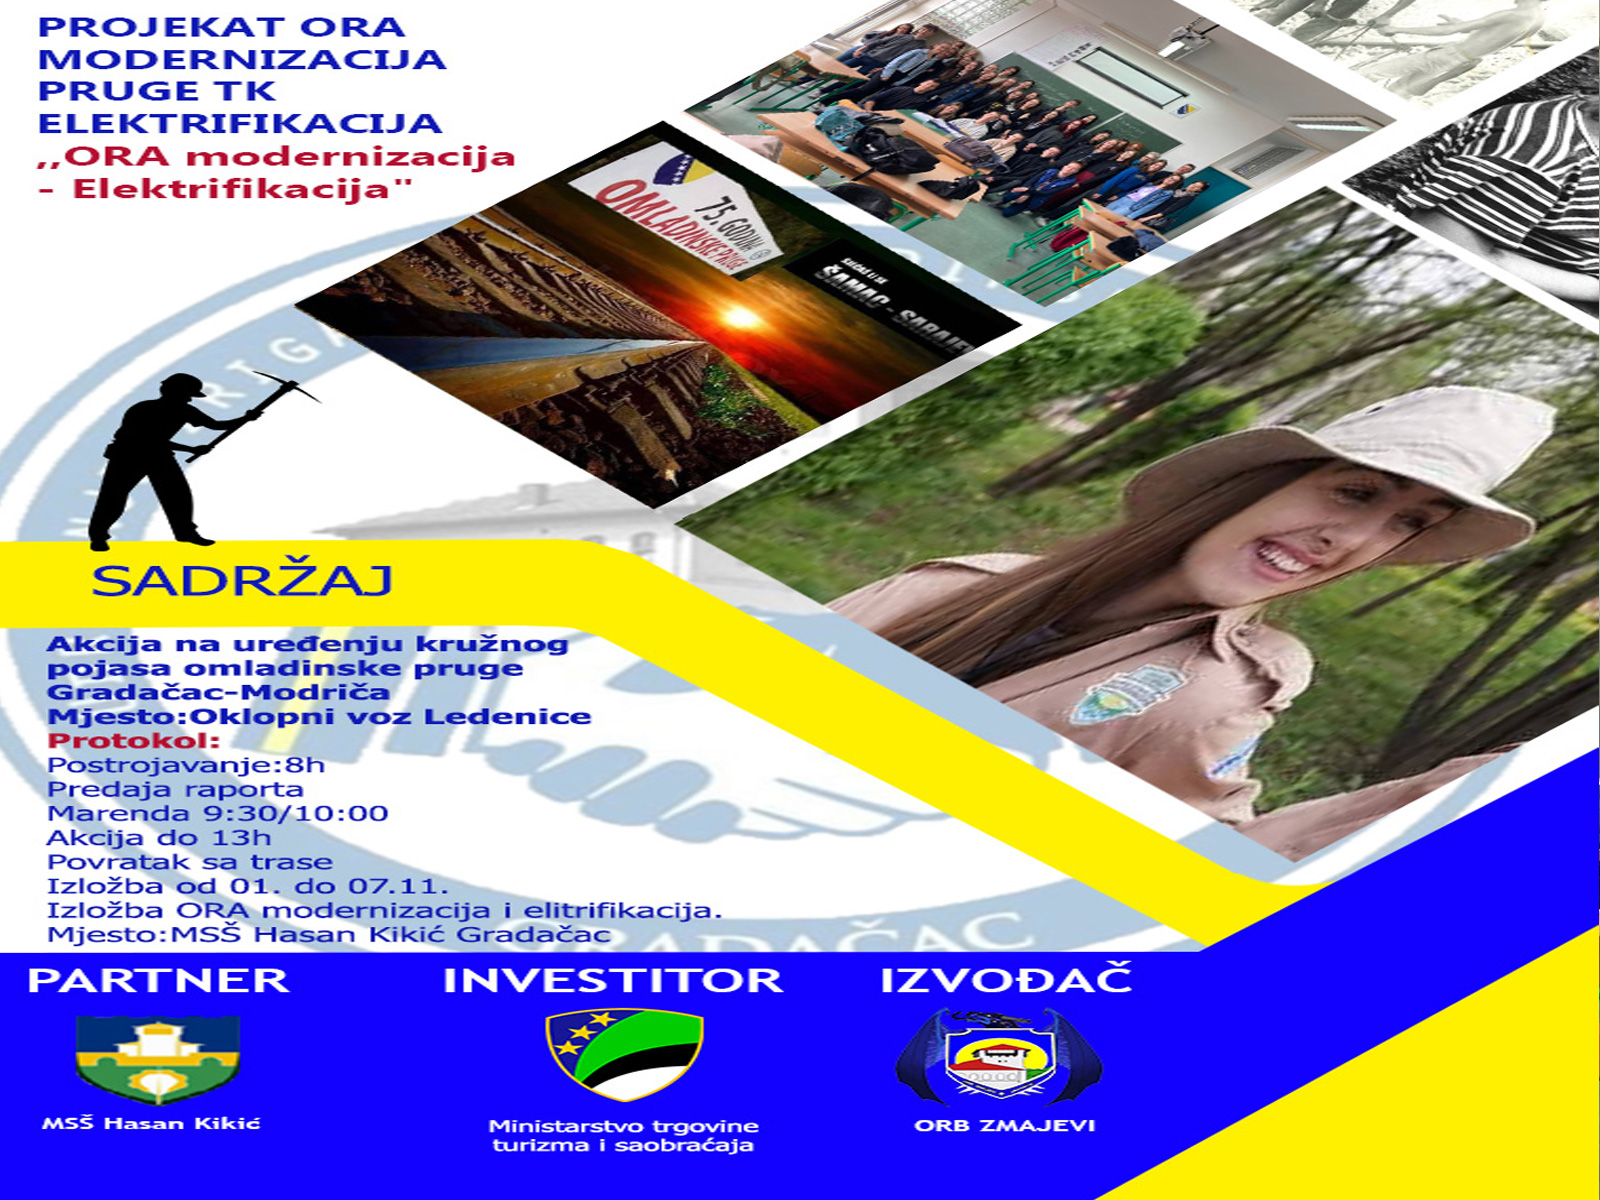 PROJEKAT ORA
MODERNIZACIJA
PRUGE TK
ELEKTRIFIKACIJA
,,ORA modernizacija
- Elektrifikacija"
75. GODINA
OMLADINSKE PRUGE
ŠAMAC - SARAJE
SADRŽAJ
Akcija na uređenju kružnog
pojasa omladinske pruge
Gradačac-Modriča
Mjesto:Oklopni voz Ledenice
Protokol:
Postrojavanje:8h
Predaja raporta
Marenda 9:30/10:00
Akcija do 13h
Povratak sa trase
Izložba od 01. do 07.11.
Izložba ORA modernizacija i elitrifikacija.
Mjesto:MSŠ Hasan Kikić Gradačac
GRADAČAC
PARTNER
INVESTITOR
IZVOĐAČ
MSŠ Hasan Kikić
Ministarstvo trgovine
turizma i saobraćaja
ORB ZMAJEVI